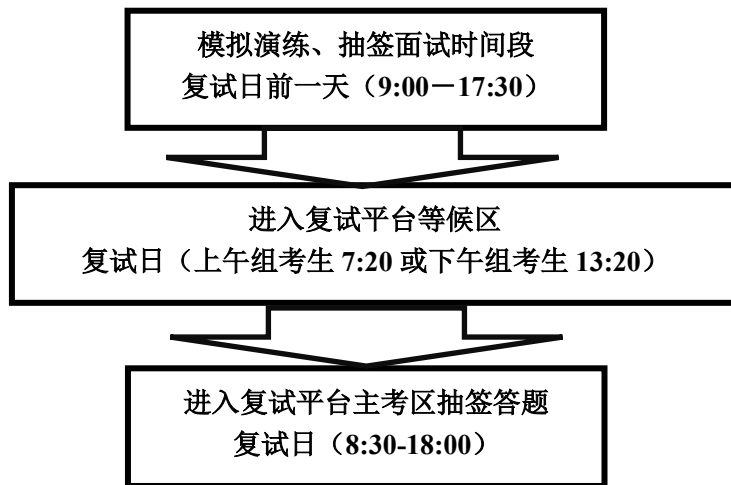 模拟演练、抽签面试时间段
复试日前一天（9:00－17:30）
进入复试平台等候区
复试日（上午组考生 7:20 或下午组考生 13:20）
进入复试平台主考区抽签答题
复试日（8:30-18:00）